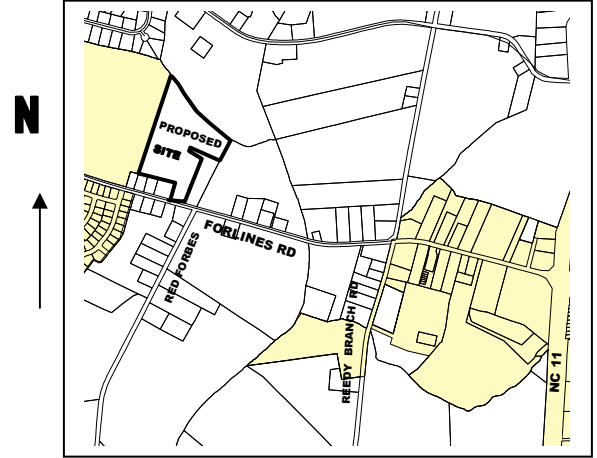 N
PROPOSED
SITE
FORLINES RD
RED FORBES
REEDY BRANCH RD
NC 11